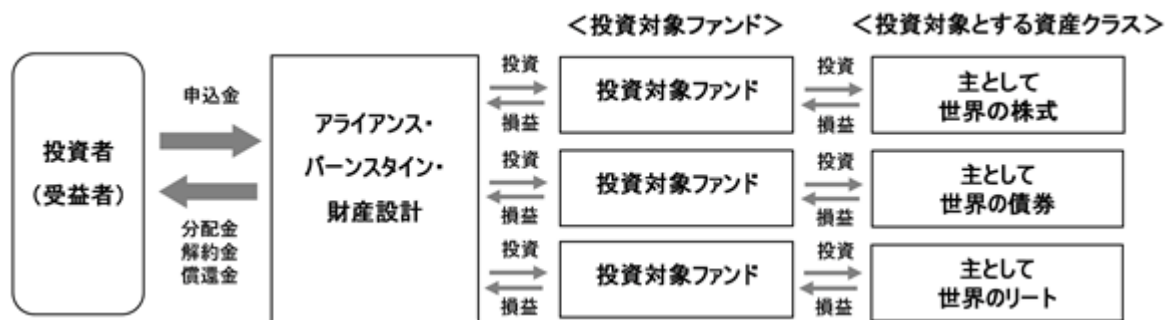 ＜投資対象ファンド＞
＜投資対象とする資産クラス＞
投資者
（受益者）
申込金
分配金
解約金
償還金
アライアンス・
バーンスタイン・
財産設計
投資
損益
投資対象ファンド
投資
損益
主として
世界の株式
投資
損益
投資対象ファンド
投資
損益
主として
世界の債券
投資
損益
投資対象ファンド
投資
損益
主として
世界のリート